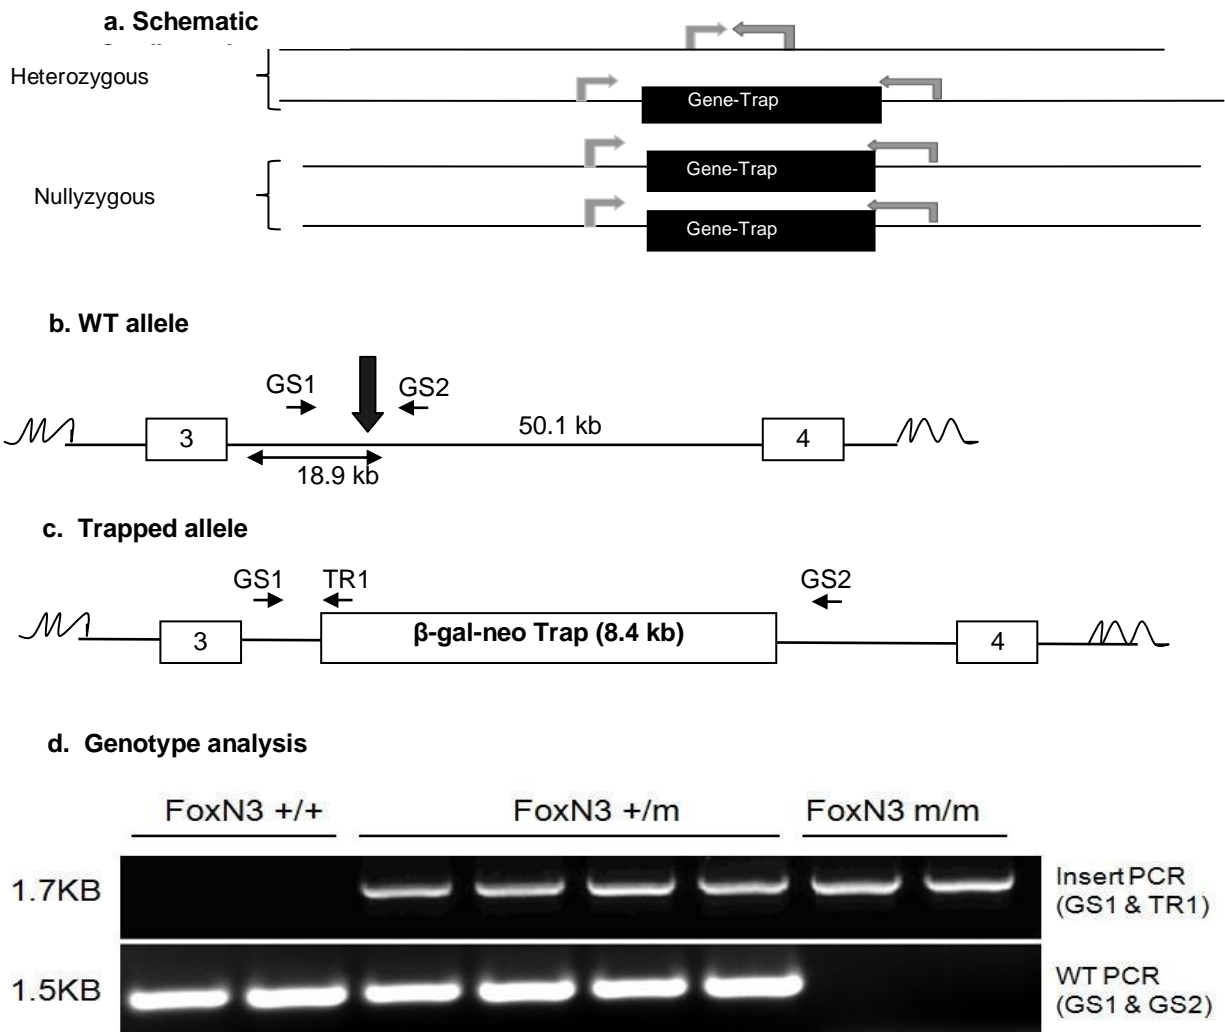 a. Schematic
Heterozygous
Gene-Trap
Gene-Trap
Nullyzygous
Gene-Trap
b. WT allele
GS1 GS2
3 50.1 kb 4
18.9 kb
c. Trapped allele
GS1 TR1 GS2
3 β-gal-neo Trap (8.4 kb) 4
d. Genotype analysis
FoxN3 +/+ FoxN3 +/m FoxN3 m/m
1.7KB
Insert PCR
(GS1 & TR1)
1.5KB
WT PCR
(GS1 & GS2)